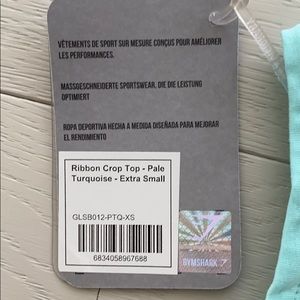 VÊTEMENTS DE SPORT SUR MESURE CONÇUS POUR AMÉLIORER
LES PERFORMANCES.
MASSGESCHNEIDERTE SPORTSWEAR, DIE DIE LEISTUNG
OPTIMIERT
ROPA DEPORTIVA HECHA A MEDIDA DISEÑADA PARA MEJORAR
EL RENDIMIENTO
Ribbon Crop Top - Pale
Turquoise - Extra Small
GLSB012-PTQ-XS
6834058967688
GYMSHARK